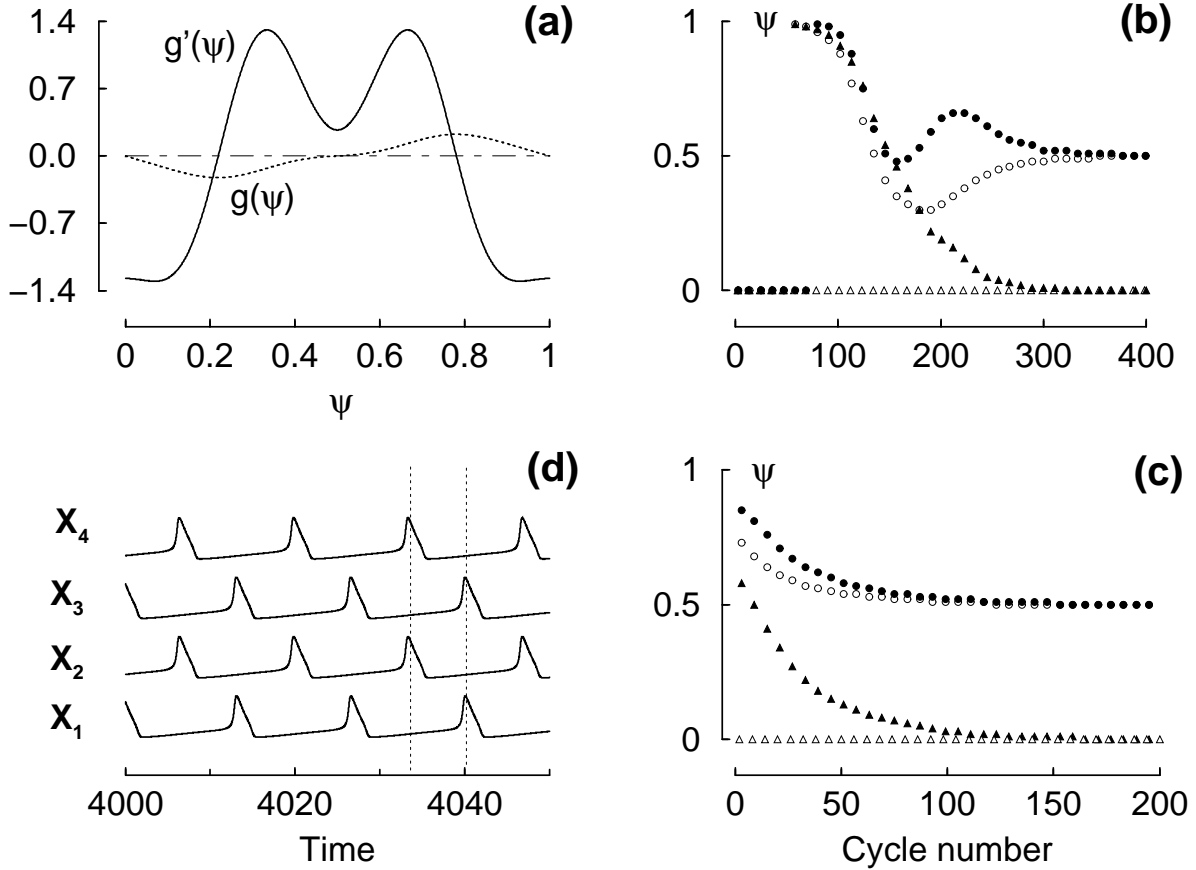 (a)
1.4
0.7
0.0
−0.7
−1.4
g'(ψ)
g(ψ)
0 0.2 0.4 0.6 0.8 1
ψ
(b)
ψ
1
0.5
0
0 100 200 300 400
(d)
X4
X3
X2
X1
4000 4020 4040
Time
(c)
ψ
1
0.5
0
0 50 100 150 200
Cycle number